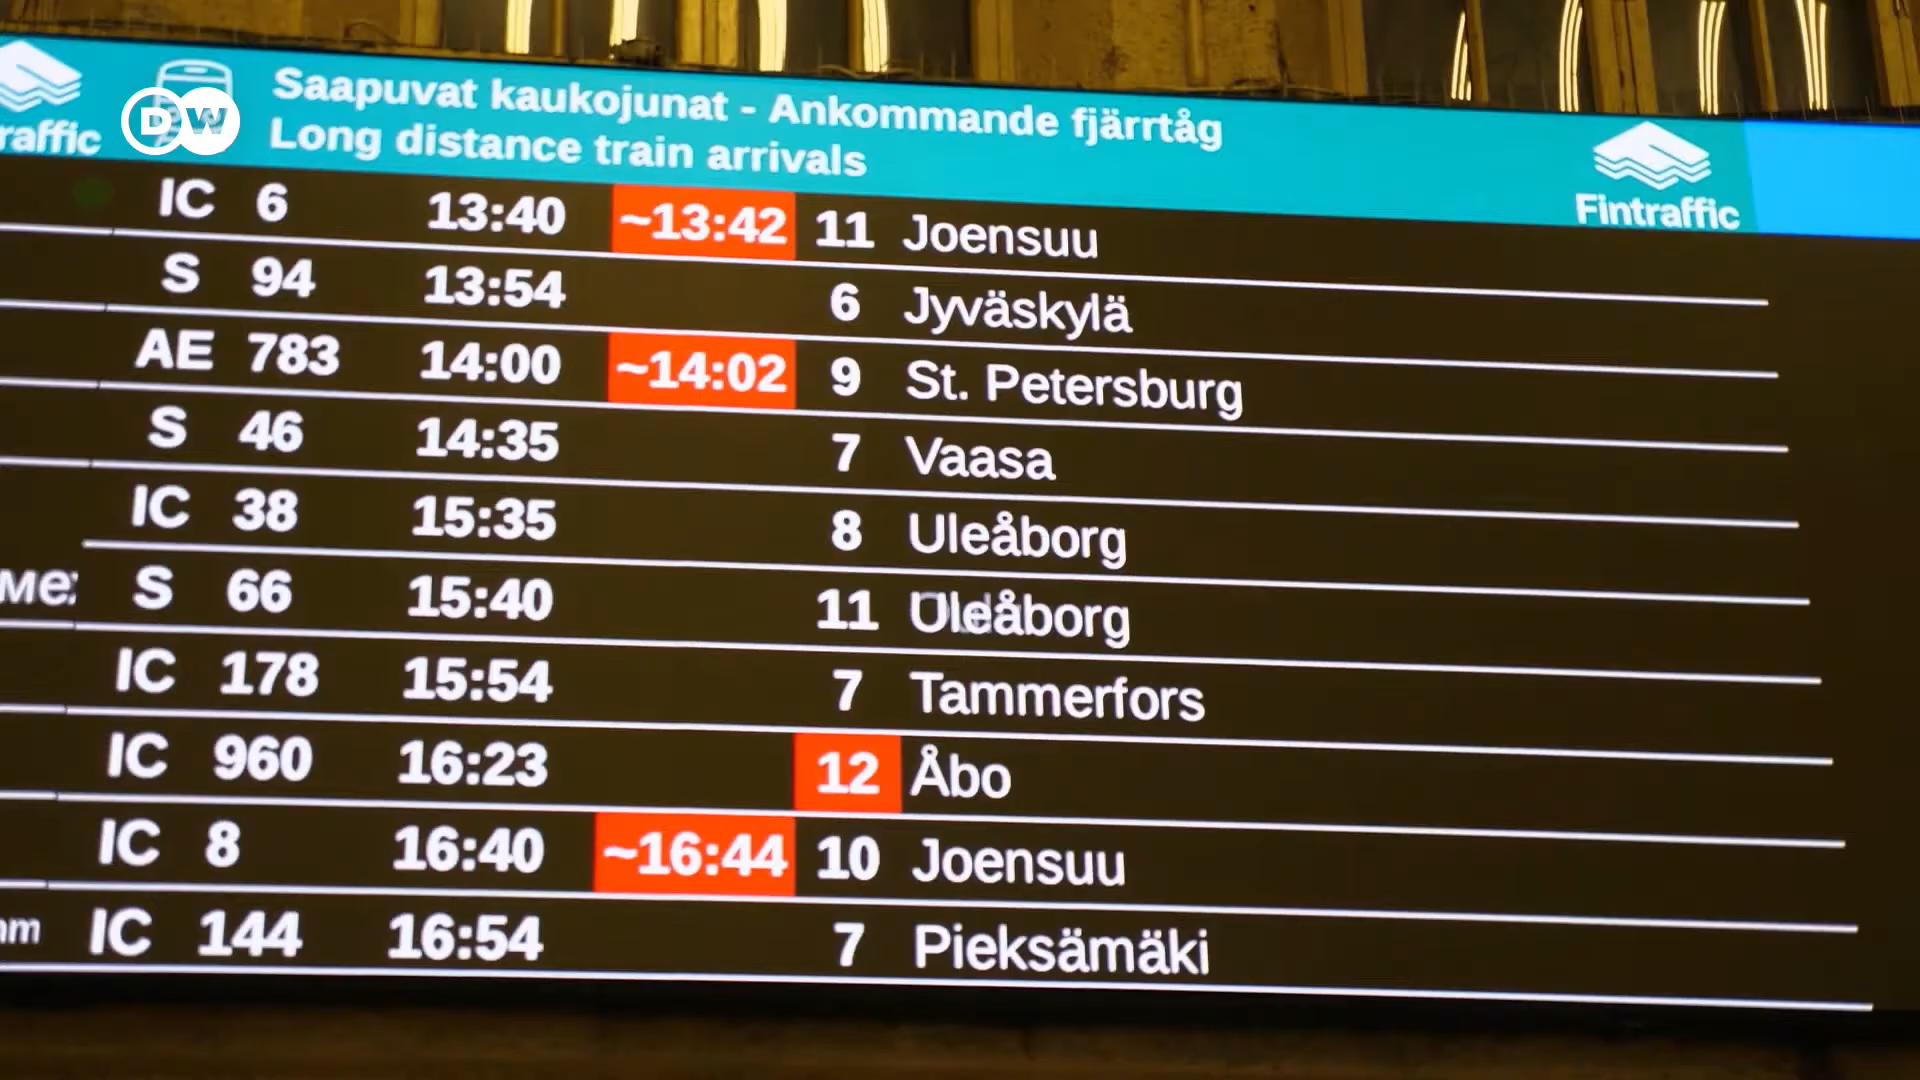 DW
raffic
Saapuvat kaukojunat - Ankommande fjärrtåg
Long distance train arrivals
Fintraffic
IC 6 13:40 ~13:42 11 Joensuu
S 94 13:54 6 Jyväskylä
AE 783 14:00 ~14:02 9 St. Petersburg
S 46 14:35 7 Vaasa
IC 38 15:35 8 Uleåborg
S 66 15:40 11 Uleåborg
IC 178 15:54 7 Tammerfors
IC 960 16:23 12 Åbo
IC 8 16:40 ~16:44 10 Joensuu
IC 144 16:54 7 Pieksämäki